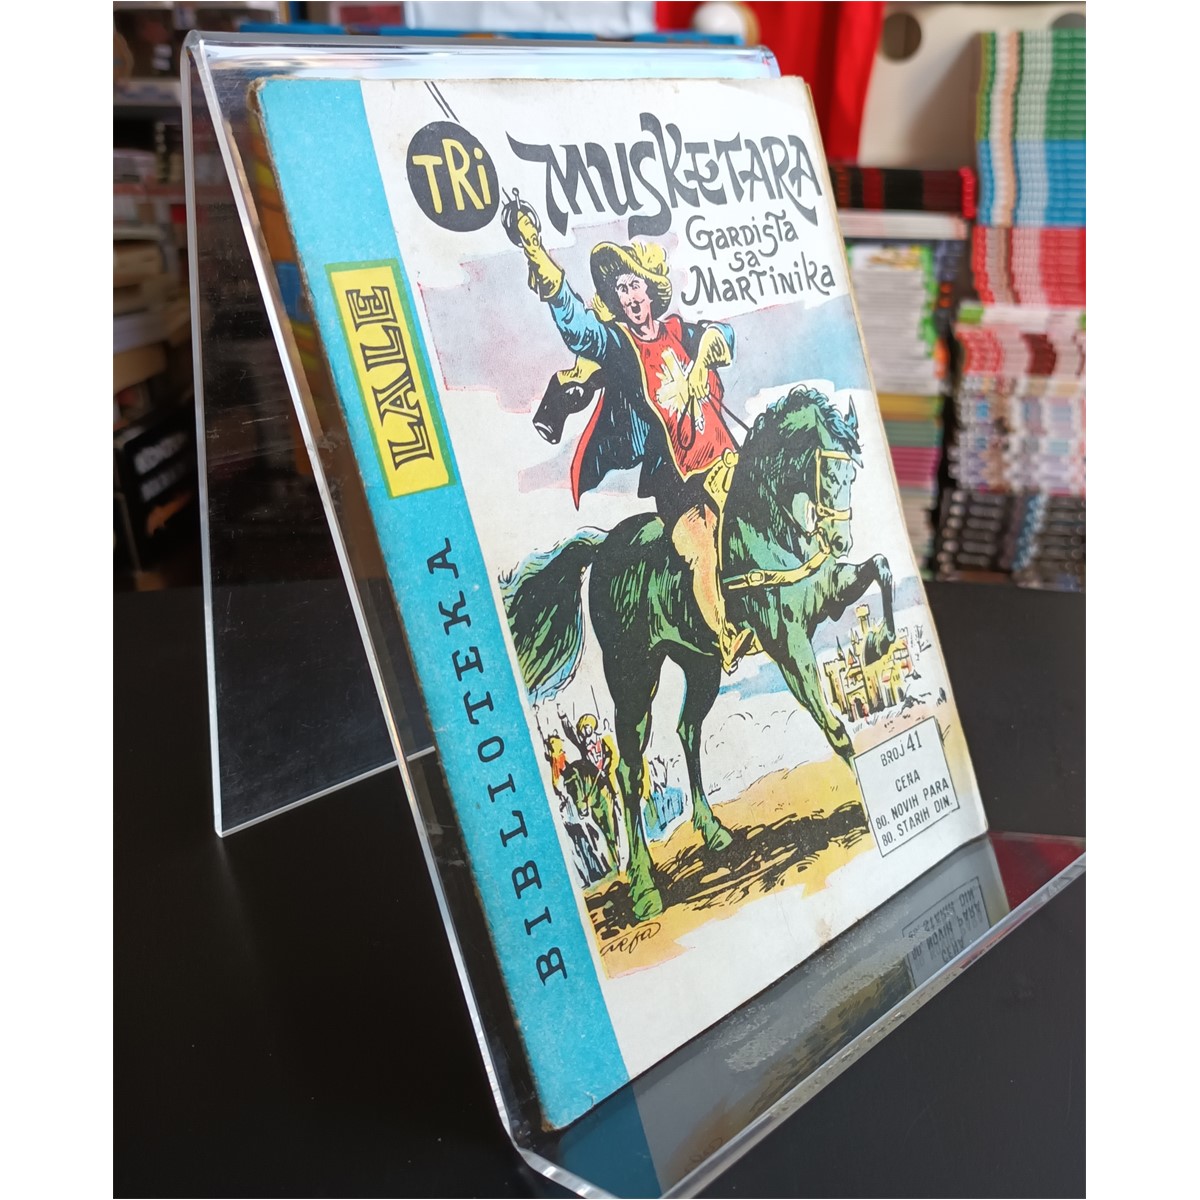 TRi
MUSKETARA
GARDISTA
SA
MARTINIKA
BIBLIOTEKA LALE
BROJ 41
CENA
80. NOVIH PARA
80. STARIH DIN.